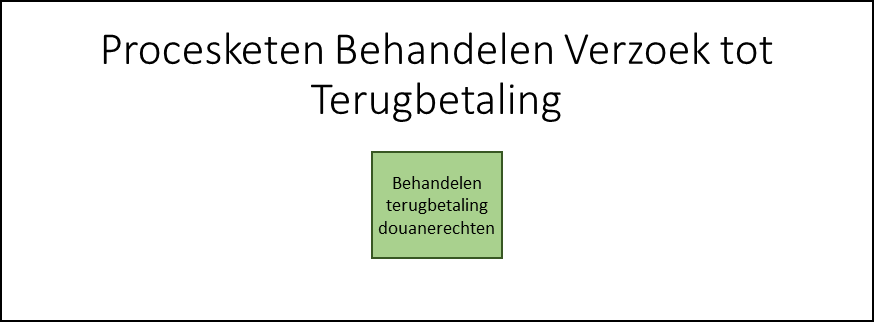 Procesketen Behandelen Verzoek tot
Terugbetaling
Behandelen
terugbetaling
douanerechten